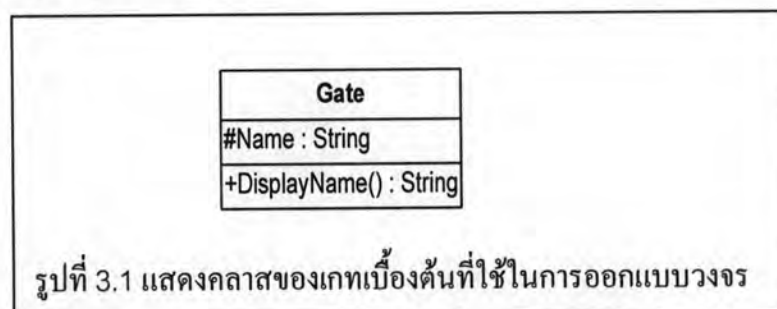 Gate
#Name : String
+DisplayName() : String
รูปที่ 3.1 แสดงคลาสของเกทเบื้องต้นที่ใช้ในการออกแบบวงจร